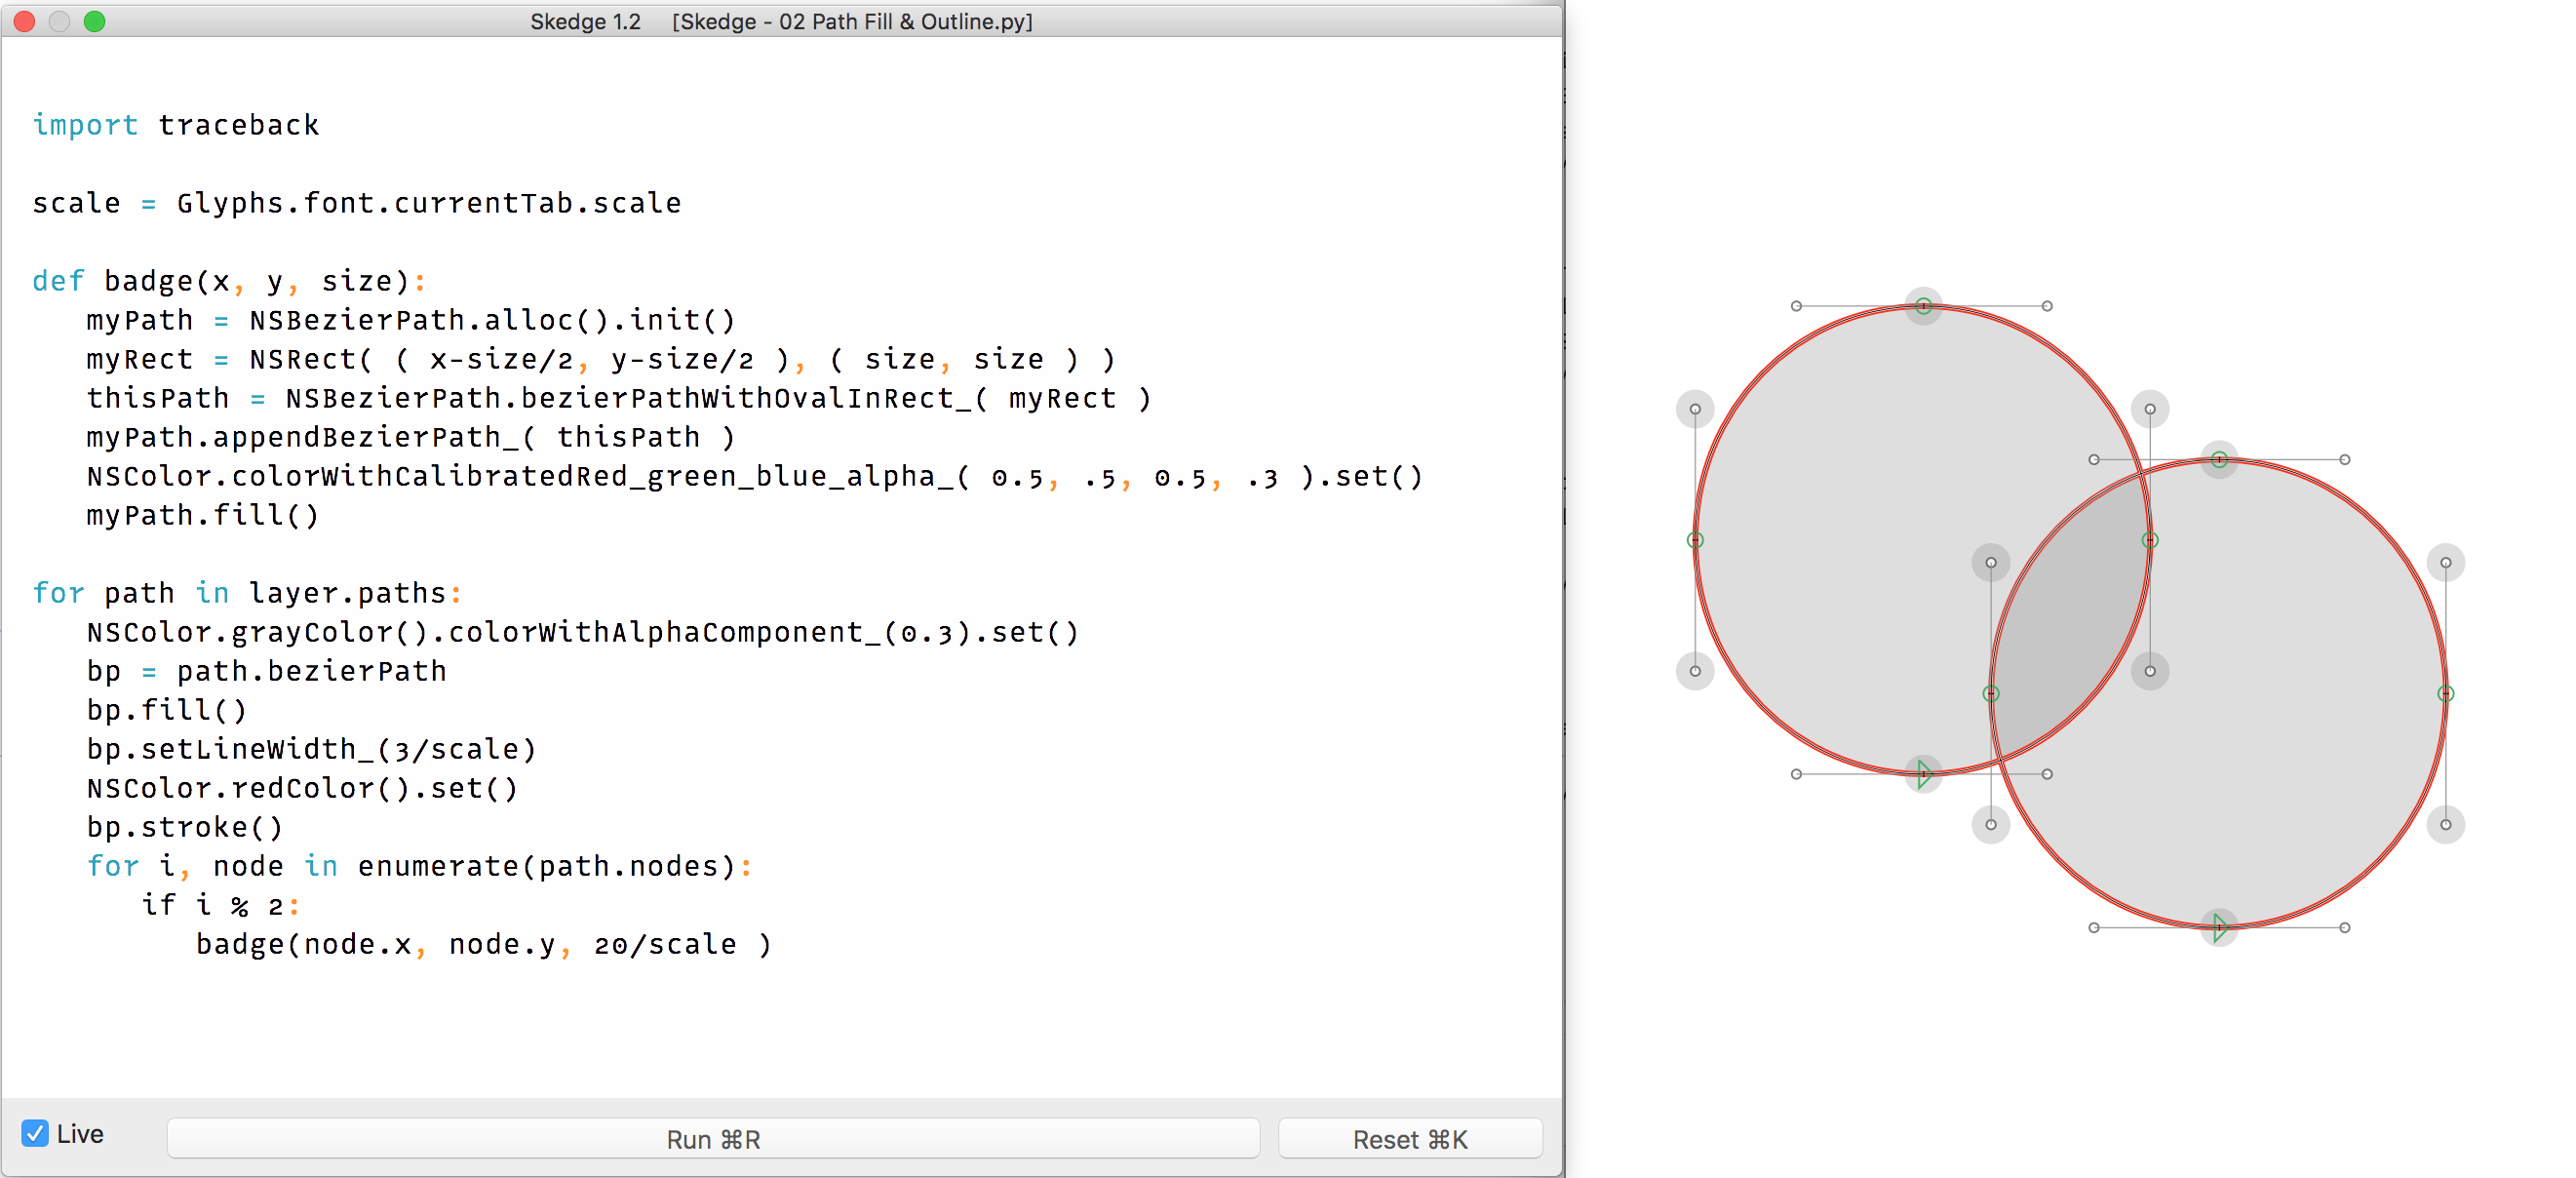 Skedge 1.2 [Skedge - 02 Path Fill & Outline.py]
import traceback
scale = Glyphs.font.currentTab.scale
def badge(x, y, size):
myPath = NSBezierPath.alloc().init()
myRect = NSRect( ( x-size/2, y-size/2 ), ( size, size ) )
thisPath = NSBezierPath.bezierPathWithOvalInRect_( myRect )
myPath.appendBezierPath_( thisPath )
NSColor.colorWithCalibratedRed_green_blue_alpha_( 0.5, .5, 0.5, .3 ).set()
myPath.fill()
for path in layer.paths:
NSColor.grayColor().colorWithAlphaComponent_(0.3).set()
bp = path.bezierPath
bp.fill()
bp.setLineWidth_(3/scale)
NSColor.redColor().set()
bp.stroke()
for i, node in enumerate(path.nodes):
if i % 2:
badge(node.x, node.y, 20/scale )
Live
Run ⌘R
Reset ⌘K